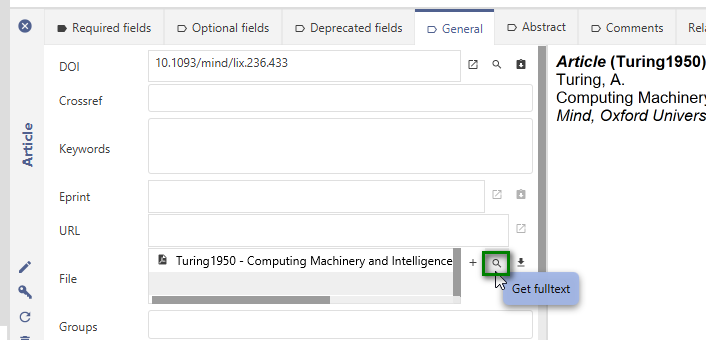 Required fields
Optional fields
Deprecated fields
General
Abstract
Comments
Rela
Article
DOI
10.1093/mind/lix.236.433
Crossref
Keywords
Eprint
URL
File
Turing1950 - Computing Machinery and Intelligence
Get fulltext
Groups
Article (Turing1950)
Turing, A.
Computing Machinery
Mind, Oxford Univers